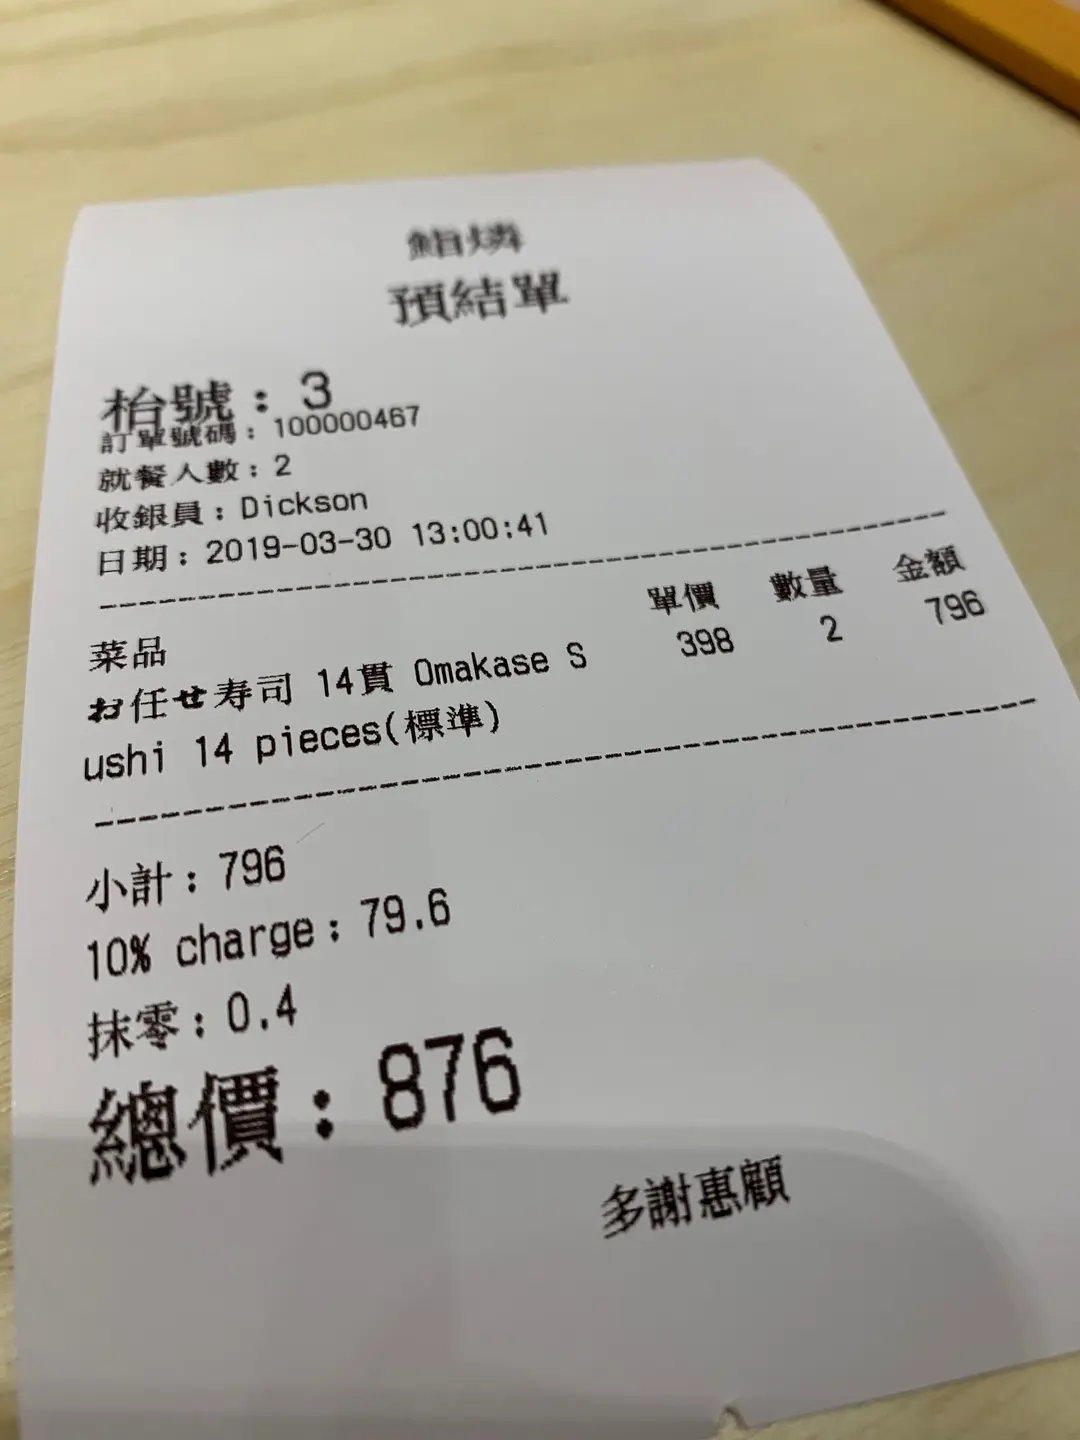 鮨燐
預結單
枱號：3
訂單號碼：100000467
就餐人數：2
收銀員：Dickson
日期：2019-03-30 13:00:41
菜品 單價 數量 金額
お任せ寿司 14貫 Omakase S 398 2 796
ushi 14 pieces(標準)
小計：796
10% charge：79.6
抹零：0.4
總價：876
多謝惠顧